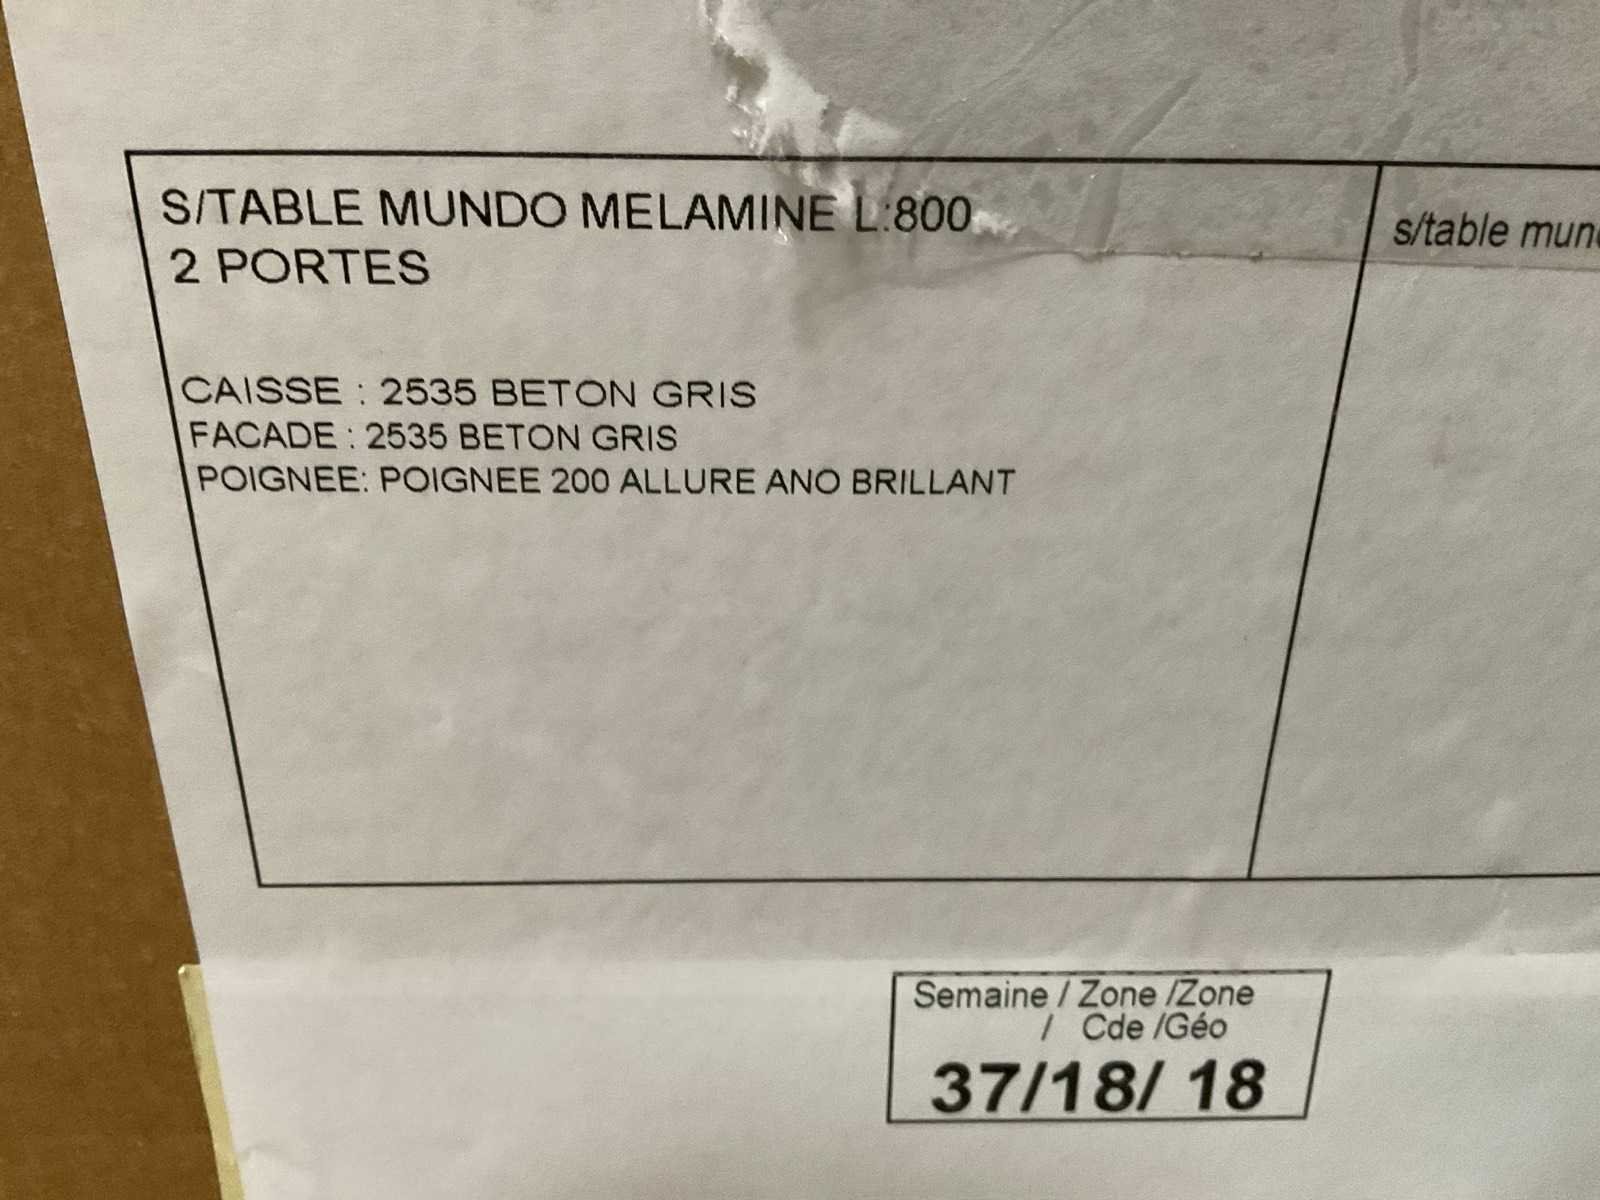 S/TABLE MUNDO MELAMINE L:800
2 PORTES
CAISSE : 2535 BETON GRIS
FACADE : 2535 BETON GRIS
POIGNEE: POIGNEE 200 ALLURE ANO BRILLANT
s/table
Semaine / Zone /Zone
/ Cde /Géo
37/18/ 18